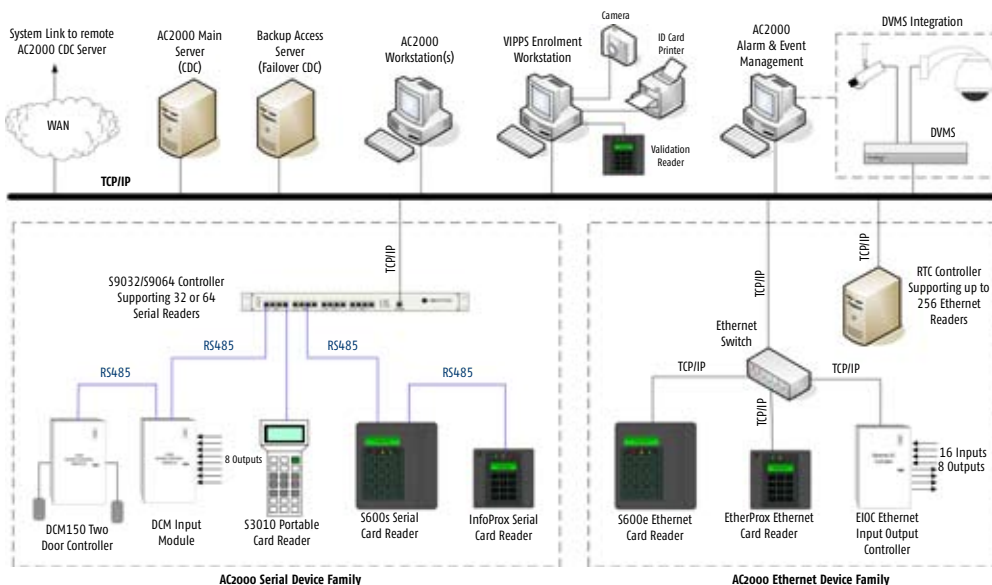 System Link to remote
AC2000 CDC Server
AC2000 Main
Server
(CDC)
Backup Access
Server
(Failover CDC)
AC2000
Workstation(s)
VIPPS Enrolment
Workstation
Camera
ID Card
Printer
AC2000
Alarm & Event
Management
DVMS Integration
WAN
Validation
Reader
DVMS
TCP/IP
TCP/IP
TCP/IP
TCP/IP
S9032/S9064 Controller
Supporting 32 or 64
Serial Readers
RTC Controller
Supporting up to
256 Ethernet
Readers
Ethernet
Switch
RS485
RS485
RS485
RS485
TCP/IP
TCP/IP
TCP/IP
8 Outputs
16 Inputs
8 Outputs
DCM150 Two
Door Controller
DCM Input
Module
S3010 Portable
Card Reader
S600s Serial
Card Reader
InfoProx Serial
Card Reader
S600e Ethernet
Card Reader
EtherProx Ethernet
Card Reader
EIOC Ethernet
Input Output
Controller
AC2000 Serial Device Family
AC2000 Ethernet Device Family